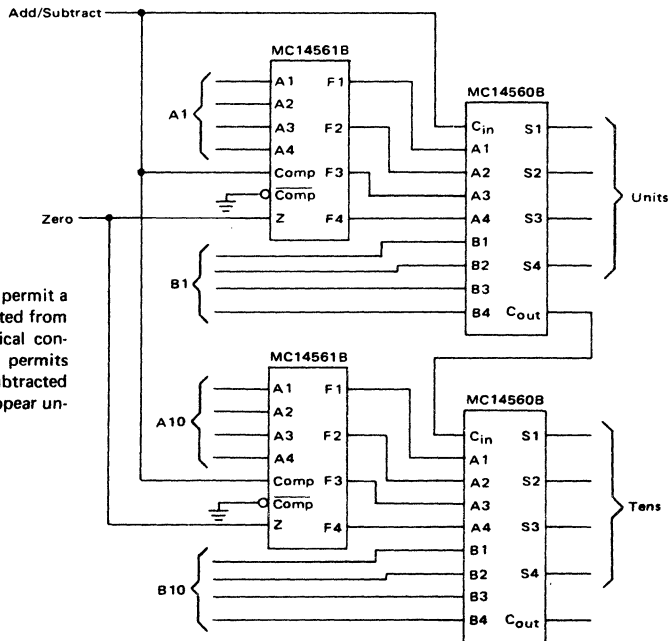 Add/Subtract
MC14561B
A1
A1 F1
A2
A3 F2
A4
Comp F3
Comp
Z F4
Zero
MC14560B
Cin S1
A1
A2 S2
A3
A4 S3
B1
B2 S4
B3
B4 Cout
Units
B1
permit a
ted from
ical con-
permits
ubtracted
ppear un-
MC14561B
A10
A1 F1
A2
A3 F2
A4
Comp F3
Comp
Z F4
MC14560B
Cin S1
A1
A2 S2
A3
A4 S3
B1
B2 S4
B3
B4 Cout
Tens
B10